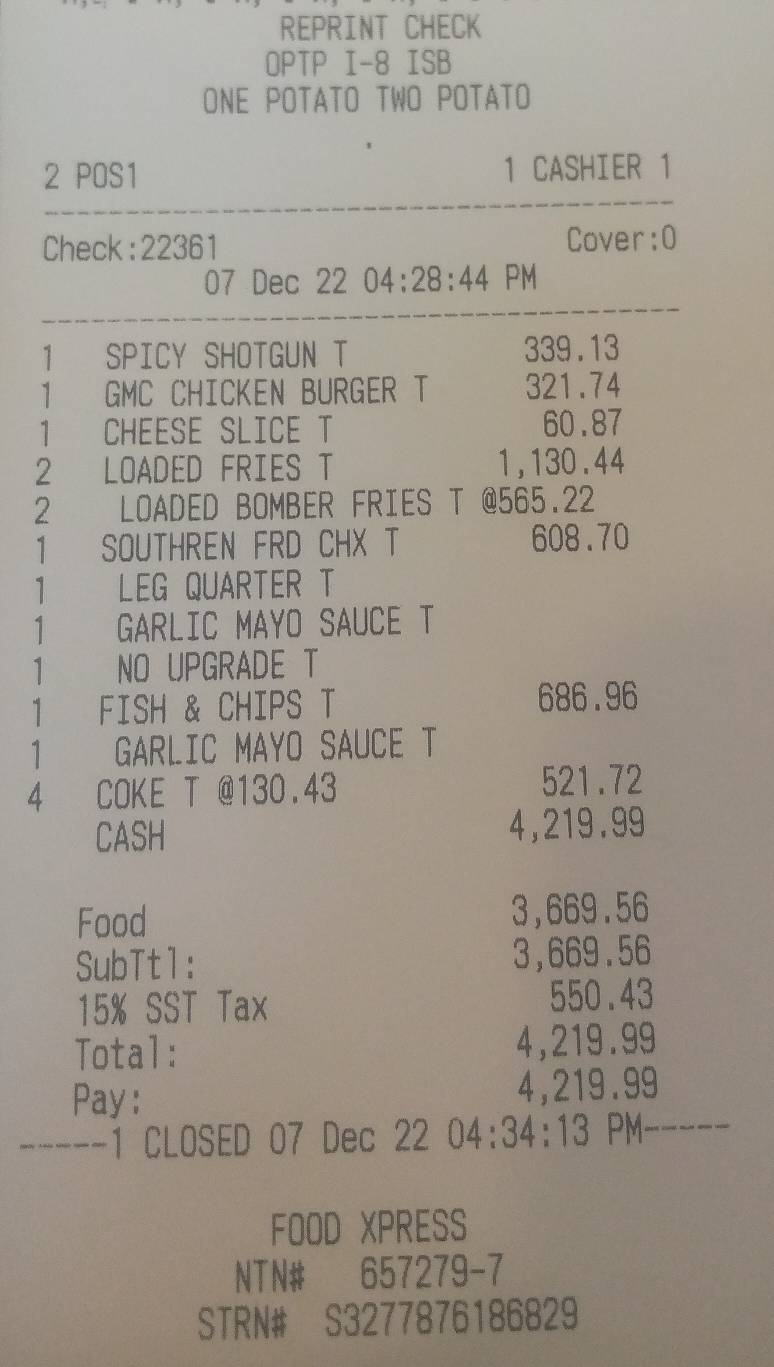 REPRINT CHECK
OPTP I-8 ISB
ONE POTATO TWO POTATO
2 POS1 1 CASHIER 1
Check:22361 Cover:0
07 Dec 22 04:28:44 PM
1 SPICY SHOTGUN T 339.13
1 GMC CHICKEN BURGER T 321.74
1 CHEESE SLICE T 60.87
2 LOADED FRIES T 1,130.44
2 LOADED BOMBER FRIES T @565.22
1 SOUTHREN FRD CHX T 608.70
1 LEG QUARTER T
1 GARLIC MAYO SAUCE T
1 NO UPGRADE T
1 FISH & CHIPS T 686.96
1 GARLIC MAYO SAUCE T
4 COKE T @130.43 521.72
CASH 4,219.99
Food 3,669.56
SubTtl: 3,669.56
15% SST Tax 550.43
Total: 4,219.99
Pay: 4,219.99
-----1 CLOSED 07 Dec 22 04:34:13 PM-----
FOOD XPRESS
NTN# 657279-7
STRN# S3277876186829